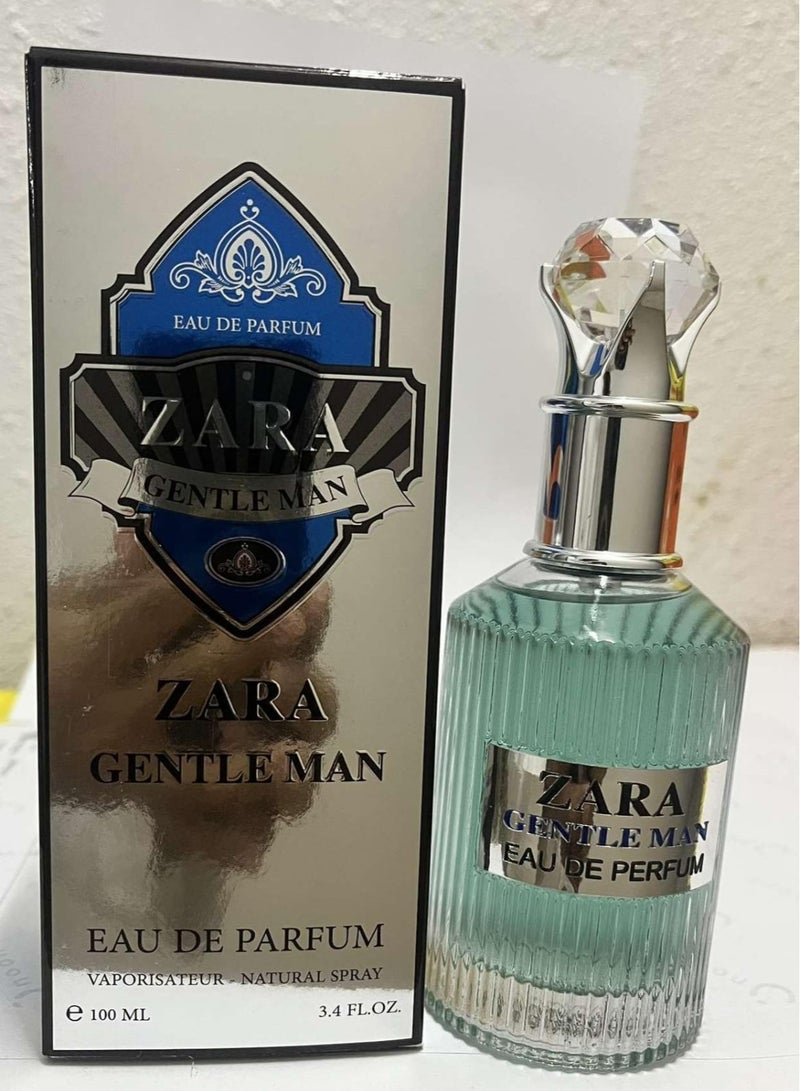 EAU DE PARFUM
ZARA
GENTLE MAN
ZARA
GENTLE MAN
EAU DE PARFUM
VAPORISATEUR - NATURAL SPRAY
e 100 ML 3.4 FL.OZ.
ZARA
GENTLE MAN
EAU DE PERFUM